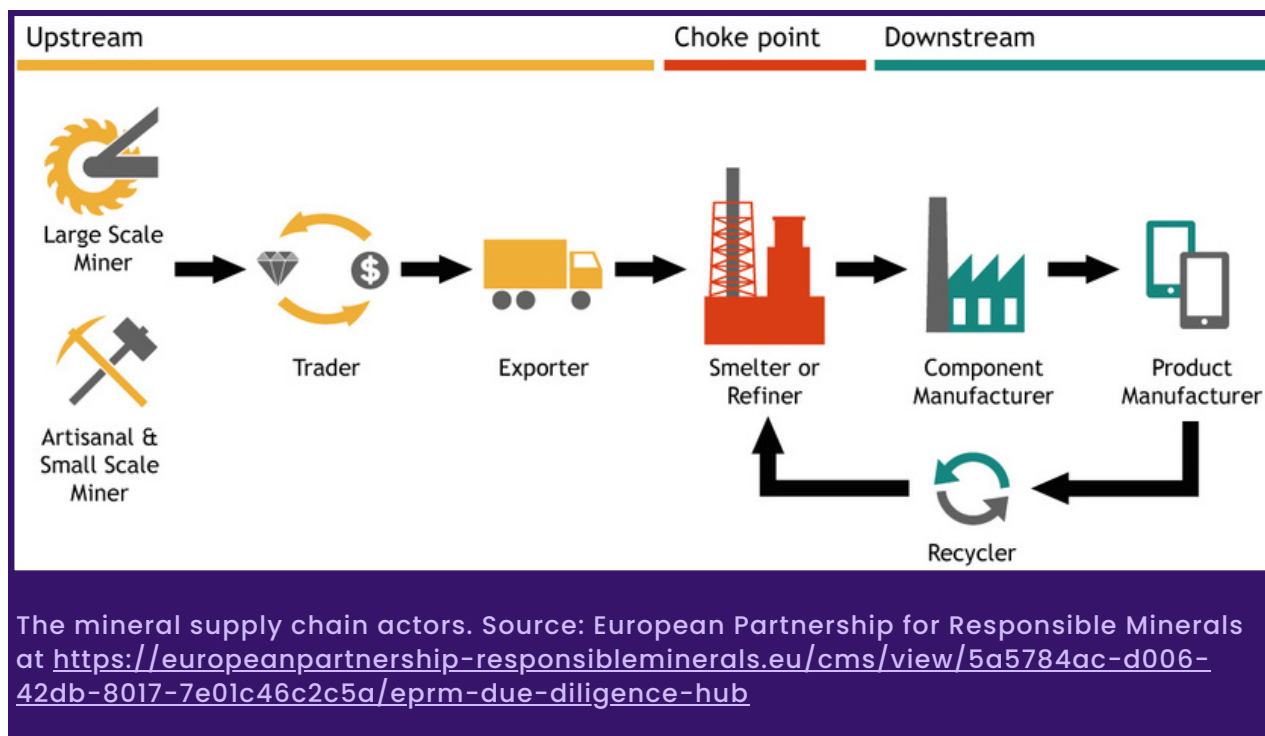 Upstream
Choke point
Downstream
Large Scale
Miner
Artisanal &
Small Scale
Miner
Trader
$
Exporter
Smelter or
Refiner
Component
Manufacturer
Product
Manufacturer
Recycler
The mineral supply chain actors. Source: European Partnership for Responsible Minerals
at https://europeanpartnership-responsibleminerals.eu/cms/view/5a5784ac-d006-
42db-8017-7e01c46c2c5a/eprm-due-diligence-hub